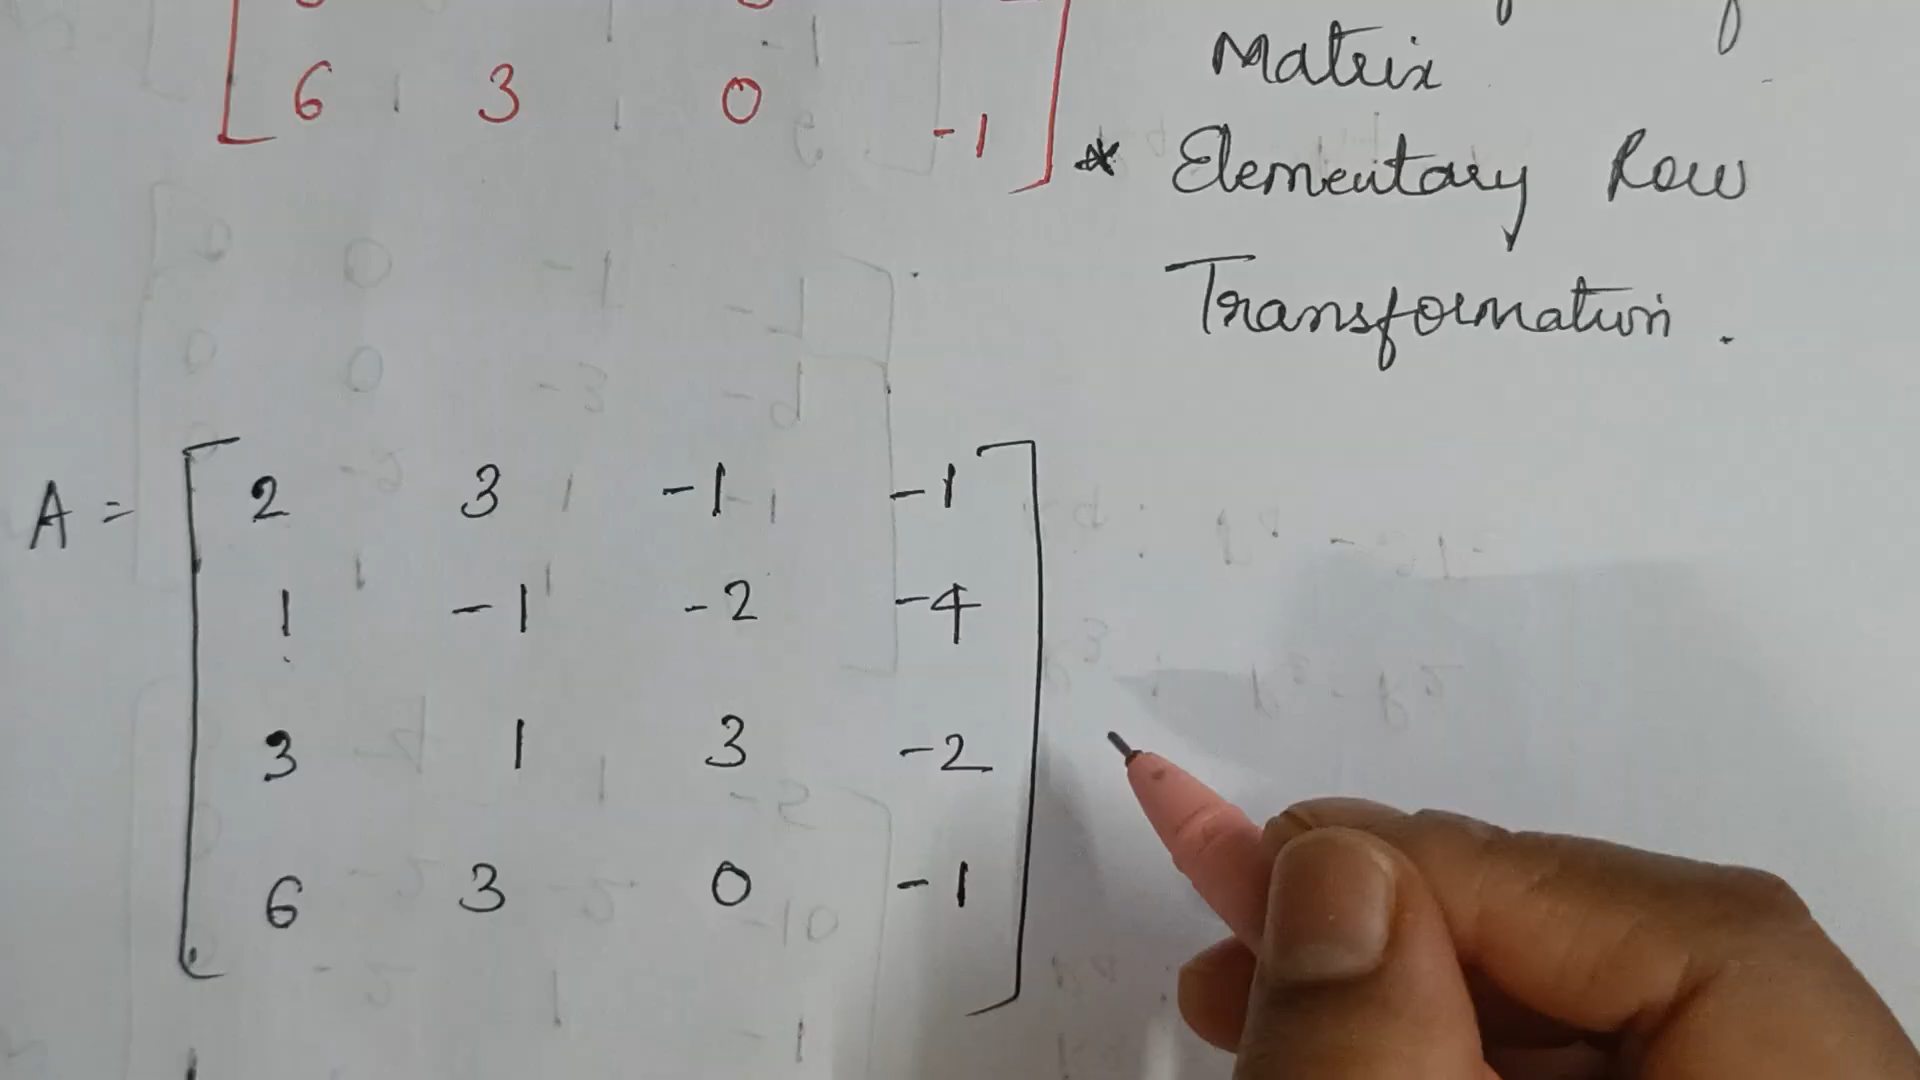 6 3 0 -1
Matrix
* Elementary Row
Transformation.
A = 2 3 -1 -1
1 -1 -2 -4
3 1 3 -2
6 3 0 -1